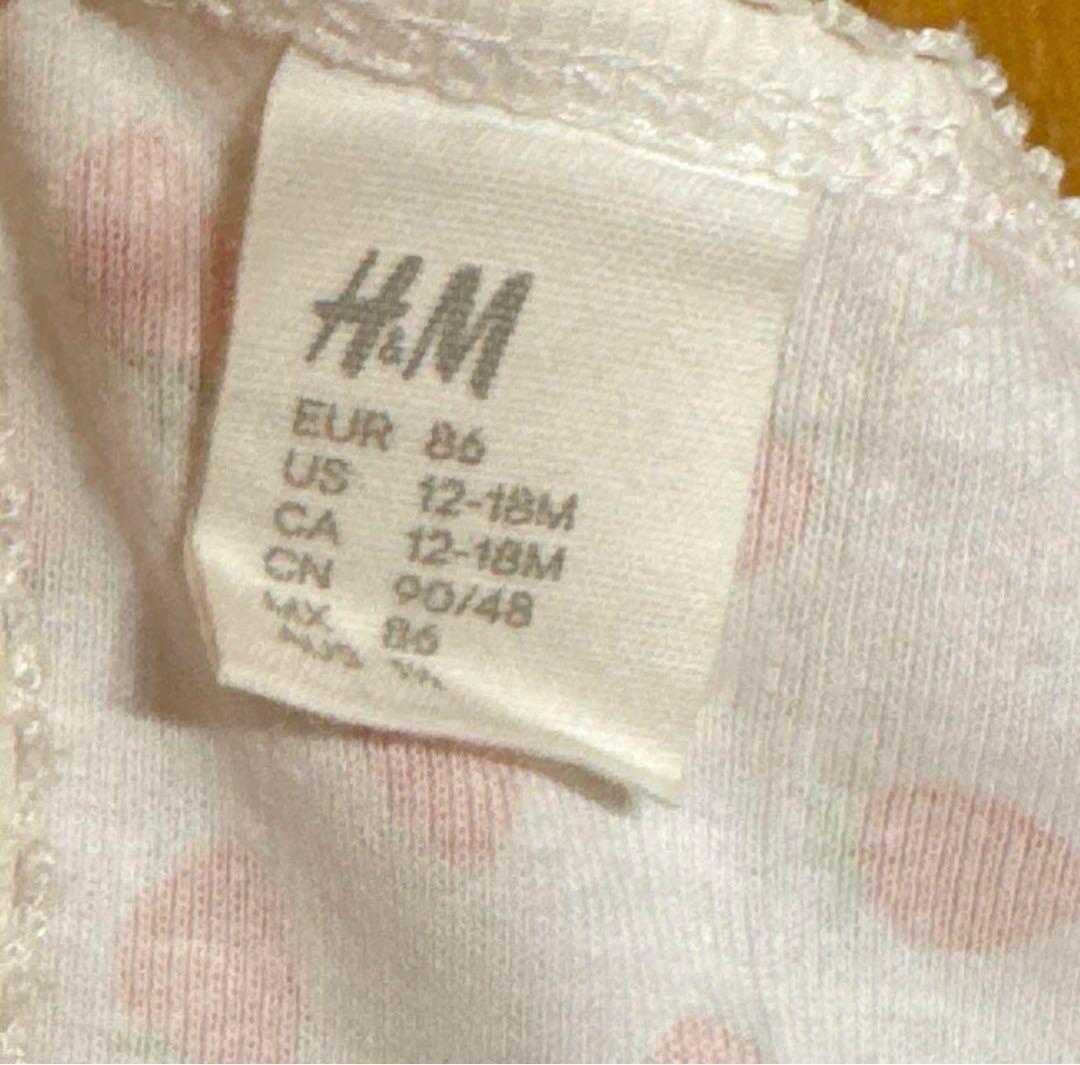 H&M
EUR 86
US 12-18M
CA 12-18M
CN 90/48
MX 86